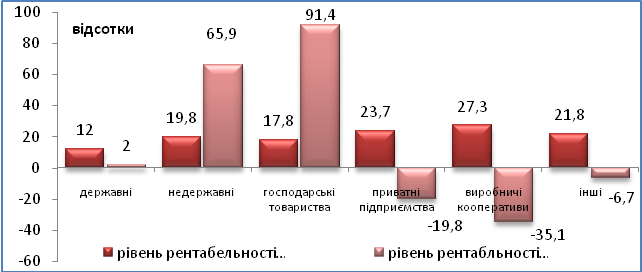 100
80
60
40
20
0
-20
-40
-60
відсотки
12
2
19,8
65,9
17,8
91,4
23,7
-19,8
27,3
-35,1
21,8
-6,7
державні
недержавні
господарські
товариства
приватні
підприємства
виробничі
кооперативи
інші
рівень рентабельності...
рівень рентабльності...